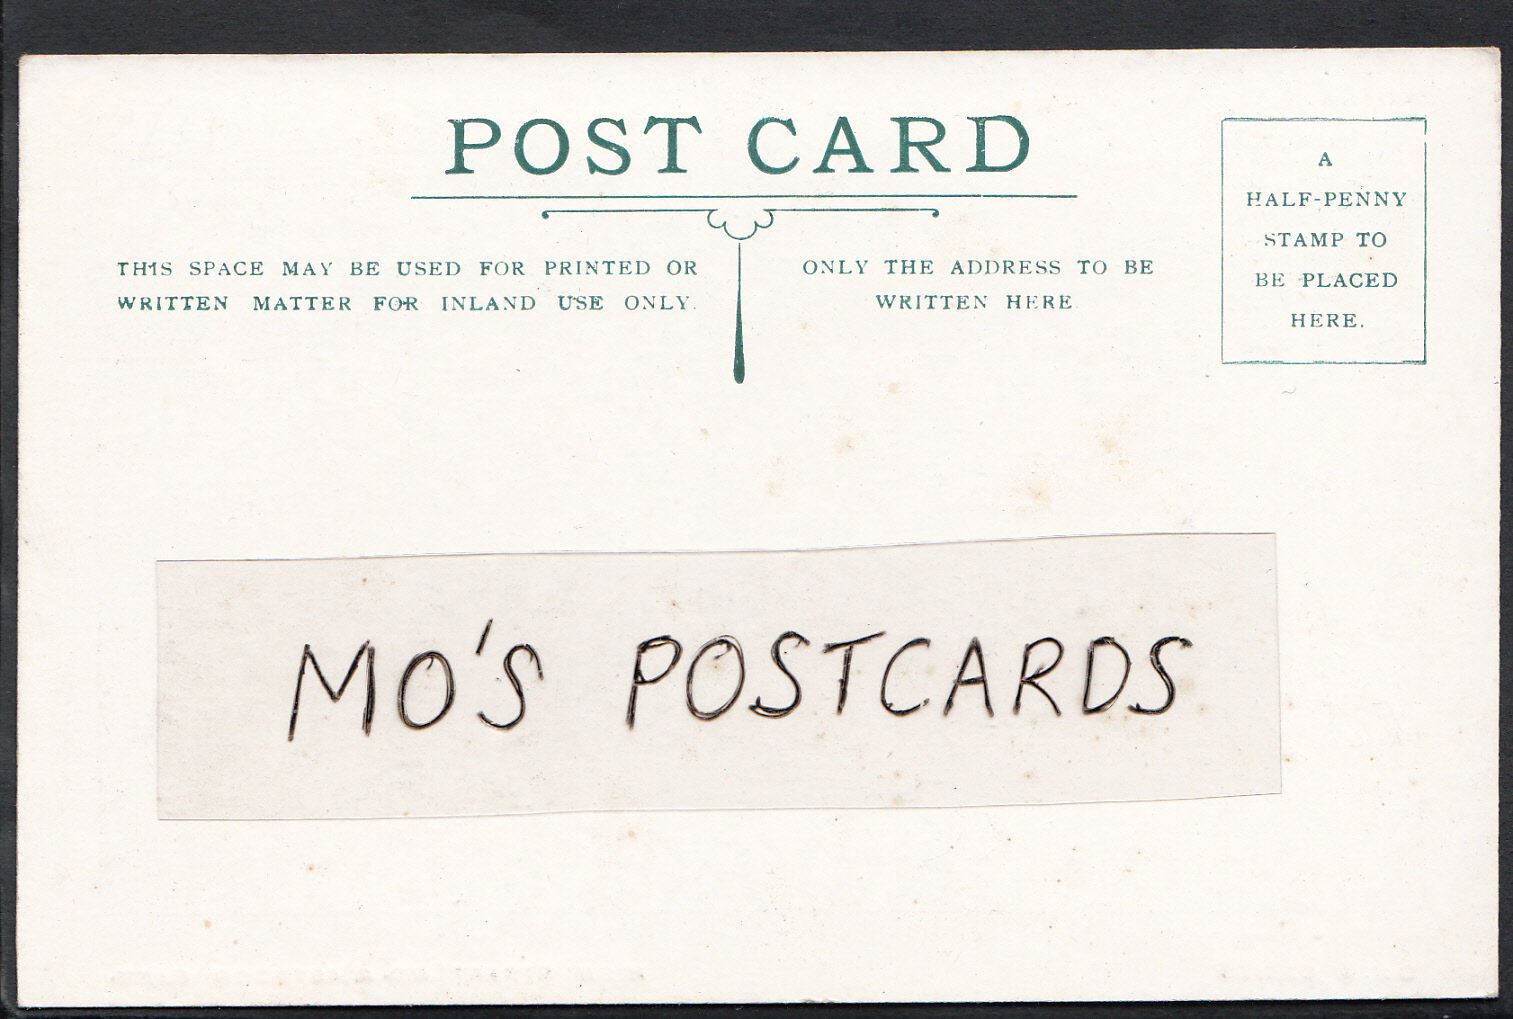 POST CARD
THIS SPACE MAY BE USED FOR PRINTED OR
WRITTEN MATTER FOR INLAND USE ONLY.
ONLY THE ADDRESS TO BE
WRITTEN HERE
A
HALF-PENNY
STAMP TO
BE PLACED
HERE.
MO'S POSTCARDS